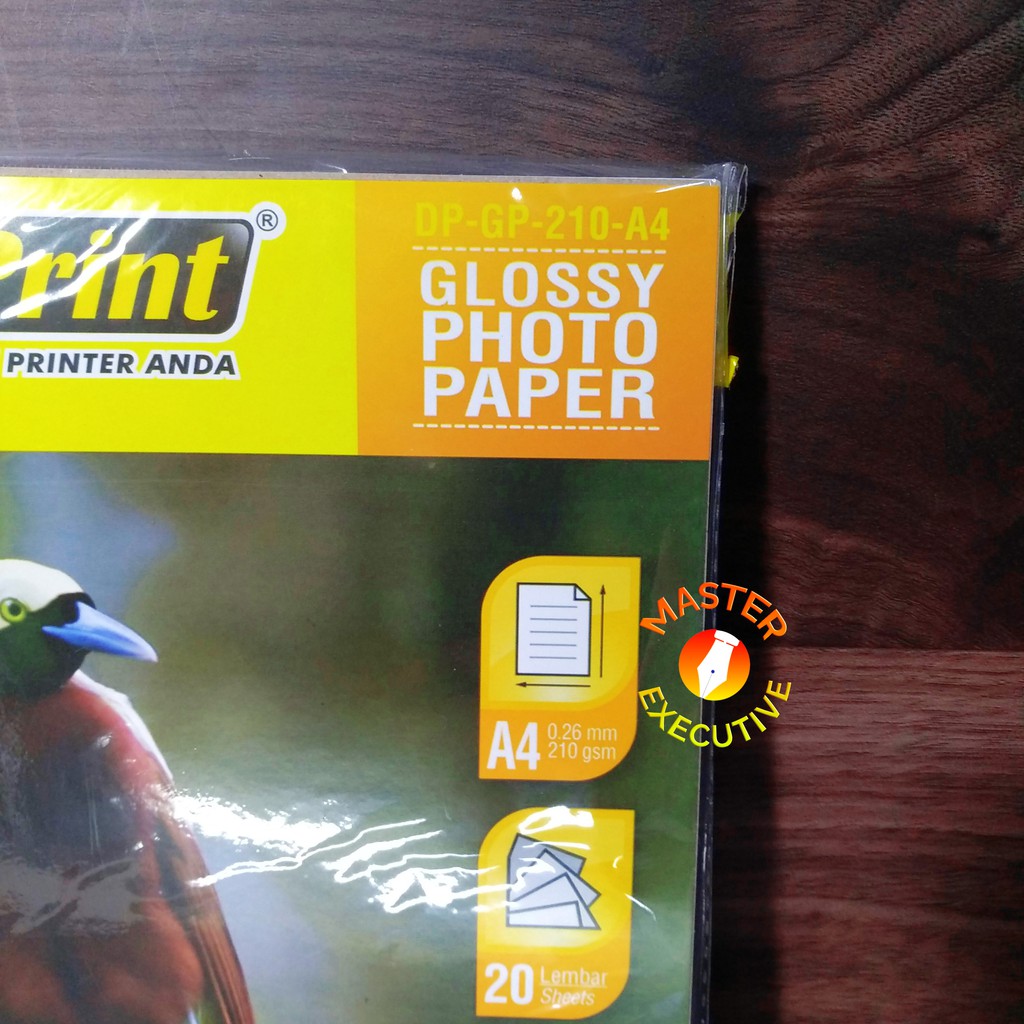 Print®
PRINTER ANDA
DP-GP-210-A4
GLOSSY
PHOTO
PAPER
A4
0.26 mm
210 gsm
MASTER
EXECUTIVE
20
Lembar
Sheets